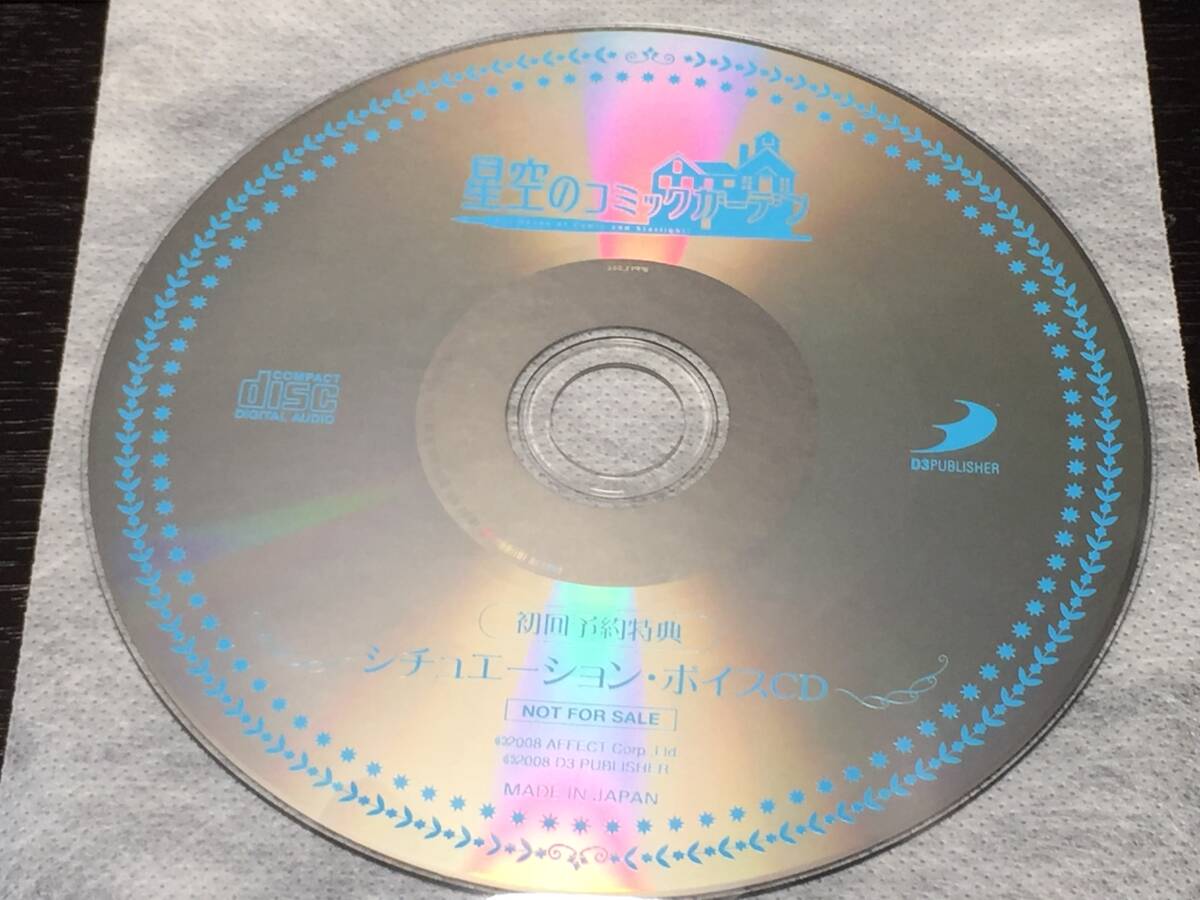 星空のコミックガーデン
COMPACT
disc
DIGITAL AUDIO
D3PUBLISHER
初回予約特典
シチュエーション・ボイスCD
NOT FOR SALE
©2008 AFFECT Corp. Ltd
©2008 D3 PUBLISHER
MADE IN JAPAN